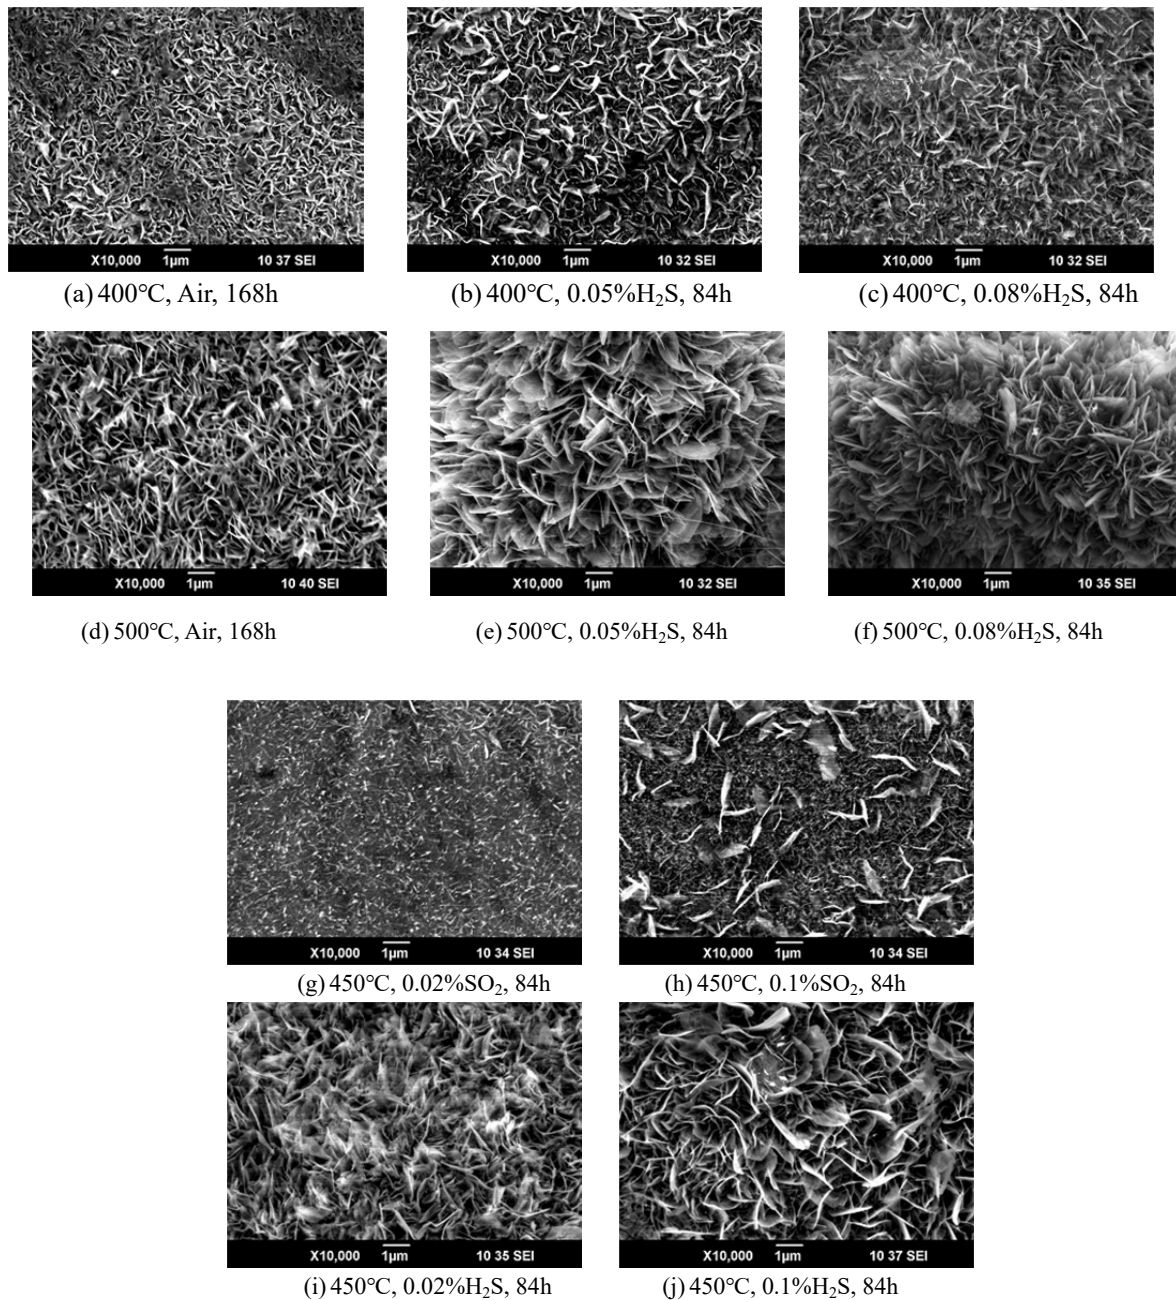 X10,000 1μm 10 37 SEI
X10,000 1μm 10 32 SEI
X10,000 1μm 10 32 SEI
(a) 400℃, Air, 168h
(b) 400℃, 0.05%H₂S, 84h
(c) 400℃, 0.08%H₂S, 84h
X10,000 1μm 10 40 SEI
X10,000 1μm 10 32 SEI
X10,000 1μm 10 35 SEI
(d) 500℃, Air, 168h
(e) 500℃, 0.05%H₂S, 84h
(f) 500℃, 0.08%H₂S, 84h
X10,000 1μm 10 34 SEI
X10,000 1μm 10 34 SEI
(g) 450℃, 0.02%SO₂, 84h
(h) 450℃, 0.1%SO₂, 84h
X10,000 1μm 10 35 SEI
X10,000 1μm 10 37 SEI
(i) 450℃, 0.02%H₂S, 84h
(j) 450℃, 0.1%H₂S, 84h